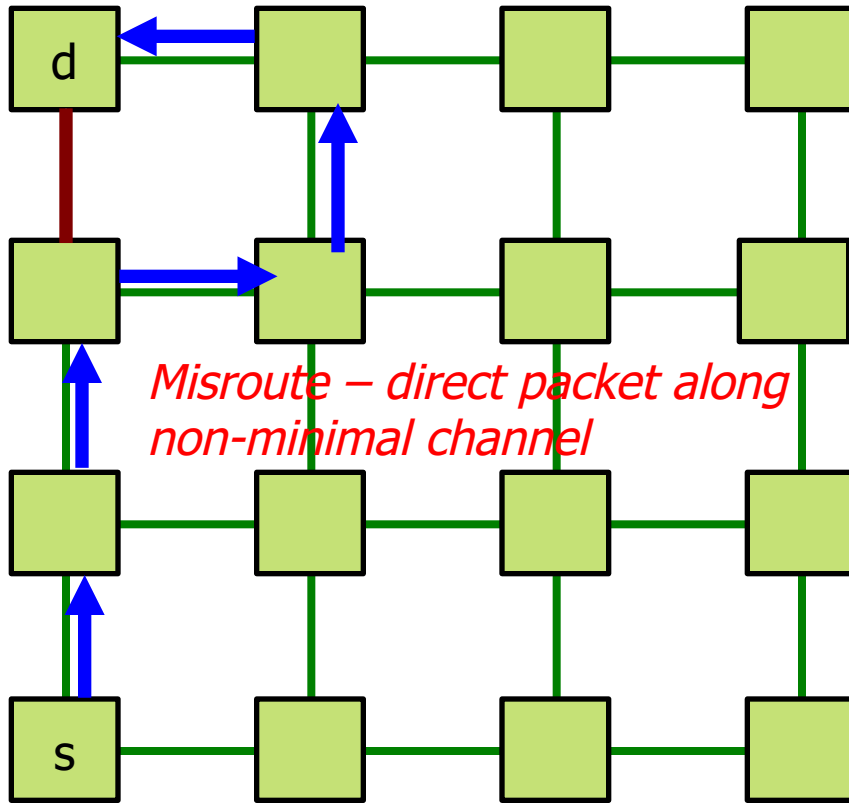 d
Misroute – direct packet along
non-minimal channel
s